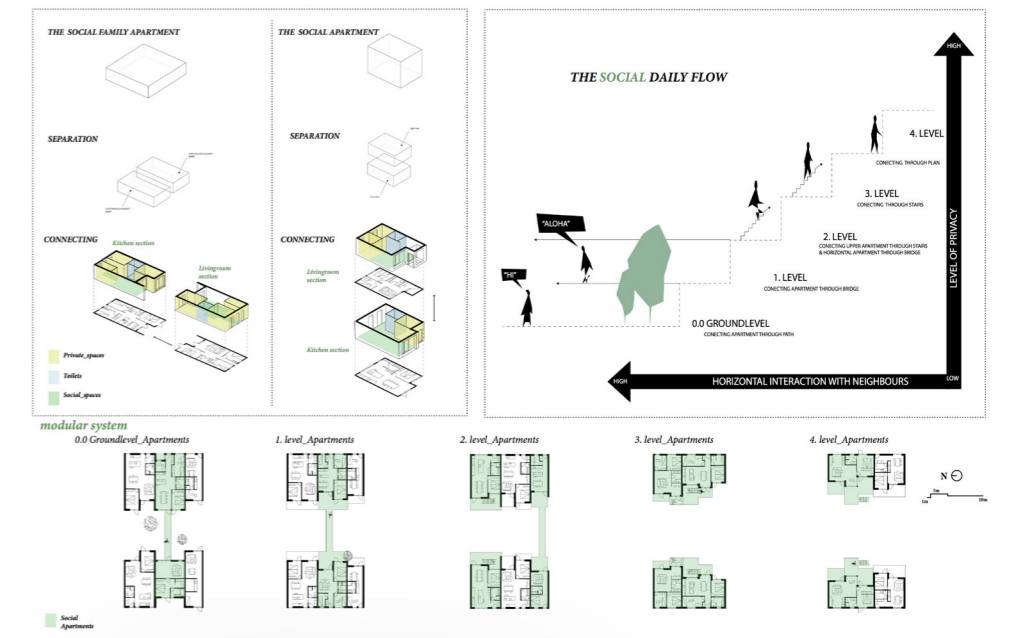 THE SOCIAL FAMILY APARTMENT
SEPARATION
CONNECTING
Kitchen section
Livingroom
section
Private_spaces
Toilets
Social_spaces
THE SOCIAL APARTMENT
SEPARATION
CONNECTING
Livingroom
section
Kitchen section
THE SOCIAL DAILY FLOW
HIGH
4. LEVEL
CONECTING THROUGH PLAN
3. LEVEL
CONECTING THROUGH STAIRS
2. LEVEL
CONECTING UPPER APARTMENT THROUGH STAIRS
& HORIZONTAL APARTMENT THROUGH BRIDGE
1. LEVEL
CONECTING APARTMENT THROUGH BRIDGE
0.0 GROUNDLEVEL
CONECTING APARTMENT THROUGH PATH
"ALOHA"
"HI"
LEVEL OF PRIVACY
LOW
HIGH
HORIZONTAL INTERACTION WITH NEIGHBOURS
modular system
0.0 Groundlevel_Apartments
1. level_Apartments
2. level_Apartments
3. level_Apartments
4. level_Apartments
N
5m
1m
10m
Social
Apartments